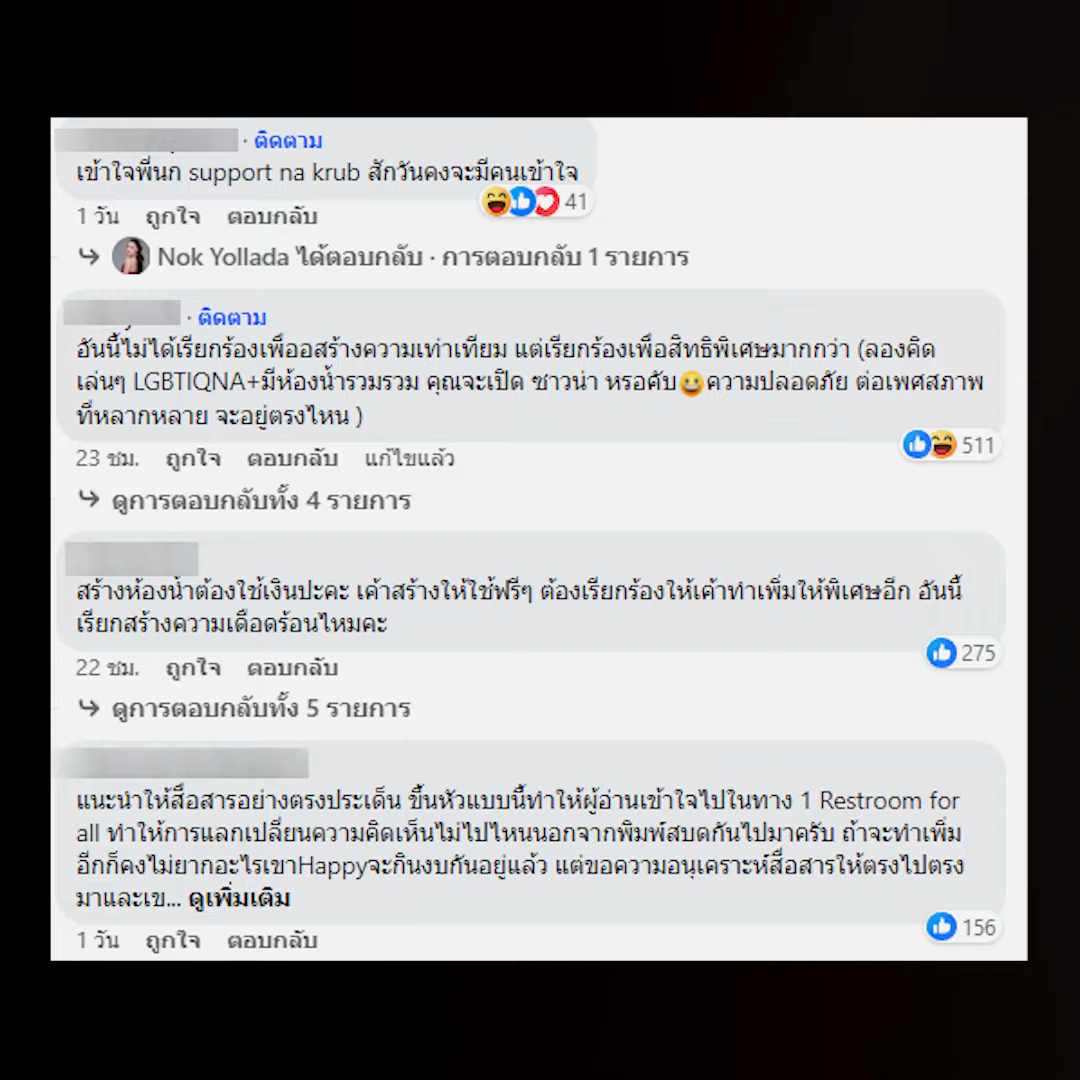 · ติดตาม
เข้าใจพี่นก support na krub สักวันคงจะมีคนเข้าใจ
41
1 วัน ถูกใจ ตอบกลับ
Nok Yollada ได้ตอบกลับ · การตอบกลับ 1 รายการ
· ติดตาม
อันนี้ไม่ได้เรียกร้องเพื่ออสร้างความเท่าเทียม แต่เรียกร้องเพื่อสิทธิพิเศษมากกว่า (ลองคิด
เล่นๆ LGBTIQNA+มีห้องน้ำรวมรวม คุณจะเปิด ซาวน่า หรอคับ😀ความปลอดภัย ต่อเพศสภาพ
ที่หลากหลาย จะอยู่ตรงไหน )
511
23 ชม. ถูกใจ ตอบกลับ แก้ไขแล้ว
ดูการตอบกลับทั้ง 4 รายการ
สร้างห้องน้ำต้องใช้เงินปะคะ เค้าสร้างให้ใช้ฟรีๆ ต้องเรียกร้องให้เค้าทำเพิ่มให้พิเศษอีก อันนี้
เรียกสร้างความเดือดร้อนไหมคะ
275
22 ชม. ถูกใจ ตอบกลับ
ดูการตอบกลับทั้ง 5 รายการ
แนะนำให้สื่อสารอย่างตรงประเด็น ขึ้นหัวแบบนี้ทำให้ผู้อ่านเข้าใจไปในทาง 1 Restroom for
all ทำให้การแลกเปลี่ยนความคิดเห็นไม่ไปไหนนอกจากพิมพ์สบดกันไปมาครับ ถ้าจะทำเพิ่ม
อีกก็คงไม่ยากอะไรเขาHappyจะกินงบกันอยู่แล้ว แต่ขอความอนุเคราะห์สื่อสารให้ตรงไปตรง
มาและเข... ดูเพิ่มเติม
156
1 วัน ถูกใจ ตอบกลับ